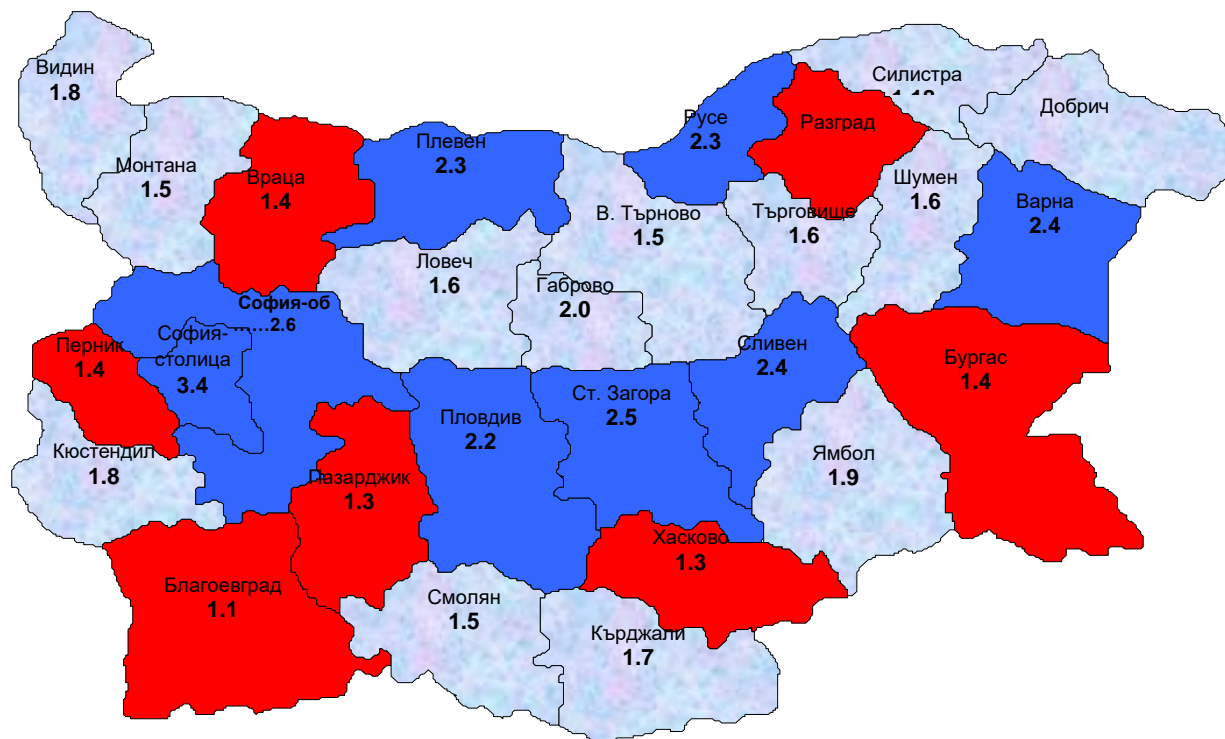 Видин
1.8
Силистра
Добрич
Русе
2.3
Разград
Плевен
2.3
Монтана
1.5
Враца
1.4
Шумен
1.6
Варна
2.4
В. Търново
1.5
Търговище
1.6
Ловеч
1.6
Габрово
2.0
София-об
......2.6
София-
столица
3.4
Перник
1.4
Сливен
2.4
Бургас
1.4
Ст. Загора
2.5
Пловдив
2.2
Кюстендил
1.8
Ямбол
1.9
Пазарджик
1.3
Хасково
1.3
Благоевград
1.1
Смолян
1.5
Кърджали
1.7